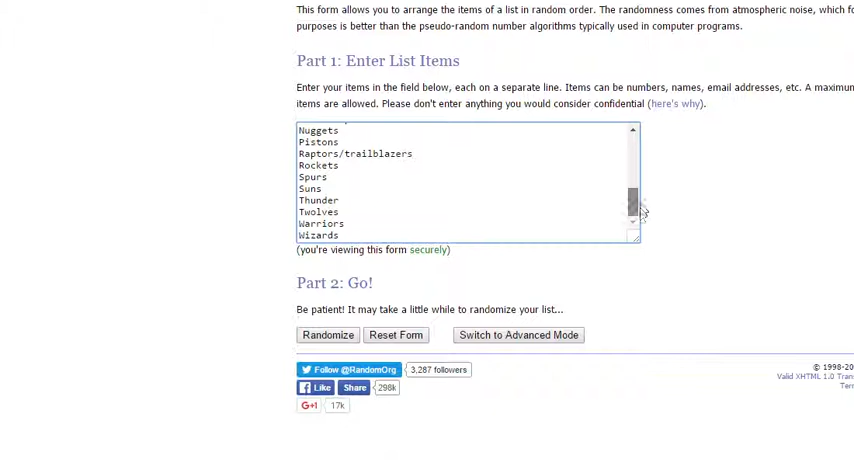 This form allows you to arrange the items of a list in random order. The randomness comes from atmospheric noise, which fo
purposes is better than the pseudo-random number algorithms typically used in computer programs.
Part 1: Enter List Items
Enter your items in the field below, each on a separate line. Items can be numbers, names, email addresses, etc. A maximum
items are allowed. Please don't enter anything you would consider confidential (here's why).
Nuggets
Pistons
Raptors/trailblazers
Rockets
Spurs
Suns
Thunder
Twolves
Warriors
Wizards
(you're viewing this form securely)
Part 2: Go!
Be patient! It may take a little while to randomize your list...
Randomize Reset Form Switch to Advanced Mode
Follow @RandomOrg 3,287 followers
© 1998-20
Like Share 298k
Valid XHTML 1.0 Tran
Ter
G+1 17k